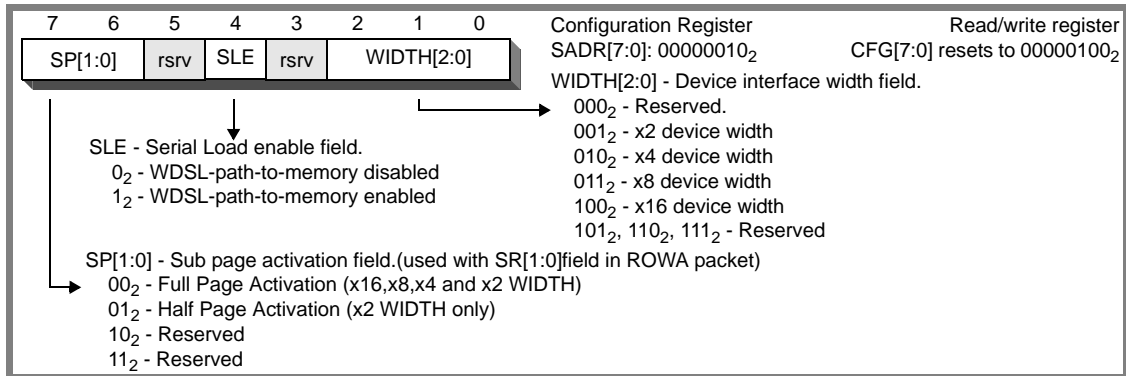 7 6 5 4 3 2 1 0 Configuration Register Read/write register
SP[1:0] rsrv SLE rsrv WIDTH[2:0] SADR[7:0]: 00000010₂ CFG[7:0] resets to 00000100₂
WIDTH[2:0] - Device interface width field.
000₂ - Reserved.
001₂ - x2 device width
010₂ - x4 device width
011₂ - x8 device width
100₂ - x16 device width
101₂, 110₂, 111₂ - Reserved
SLE - Serial Load enable field.
0₂ - WDSL-path-to-memory disabled
1₂ - WDSL-path-to-memory enabled
SP[1:0] - Sub page activation field.(used with SR[1:0]field in ROWA packet)
00₂ - Full Page Activation (x16,x8,x4 and x2 WIDTH)
01₂ - Half Page Activation (x2 WIDTH only)
10₂ - Reserved
11₂ - Reserved